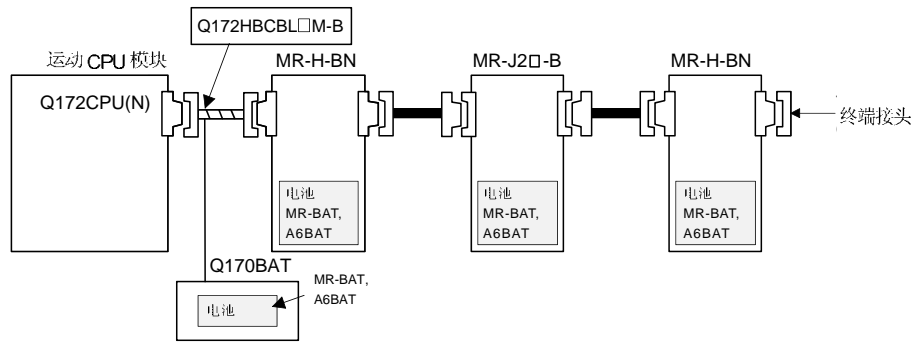 Q172HBCBL□M-B
运动 CPU 模块
MR-H-BN
MR-J2□-B
MR-H-BN
Q172CPU(N)
终端接头
电池
MR-BAT,
A6BAT
电池
MR-BAT,
A6BAT
电池
MR-BAT,
A6BAT
Q170BAT
电池
MR-BAT,
A6BAT